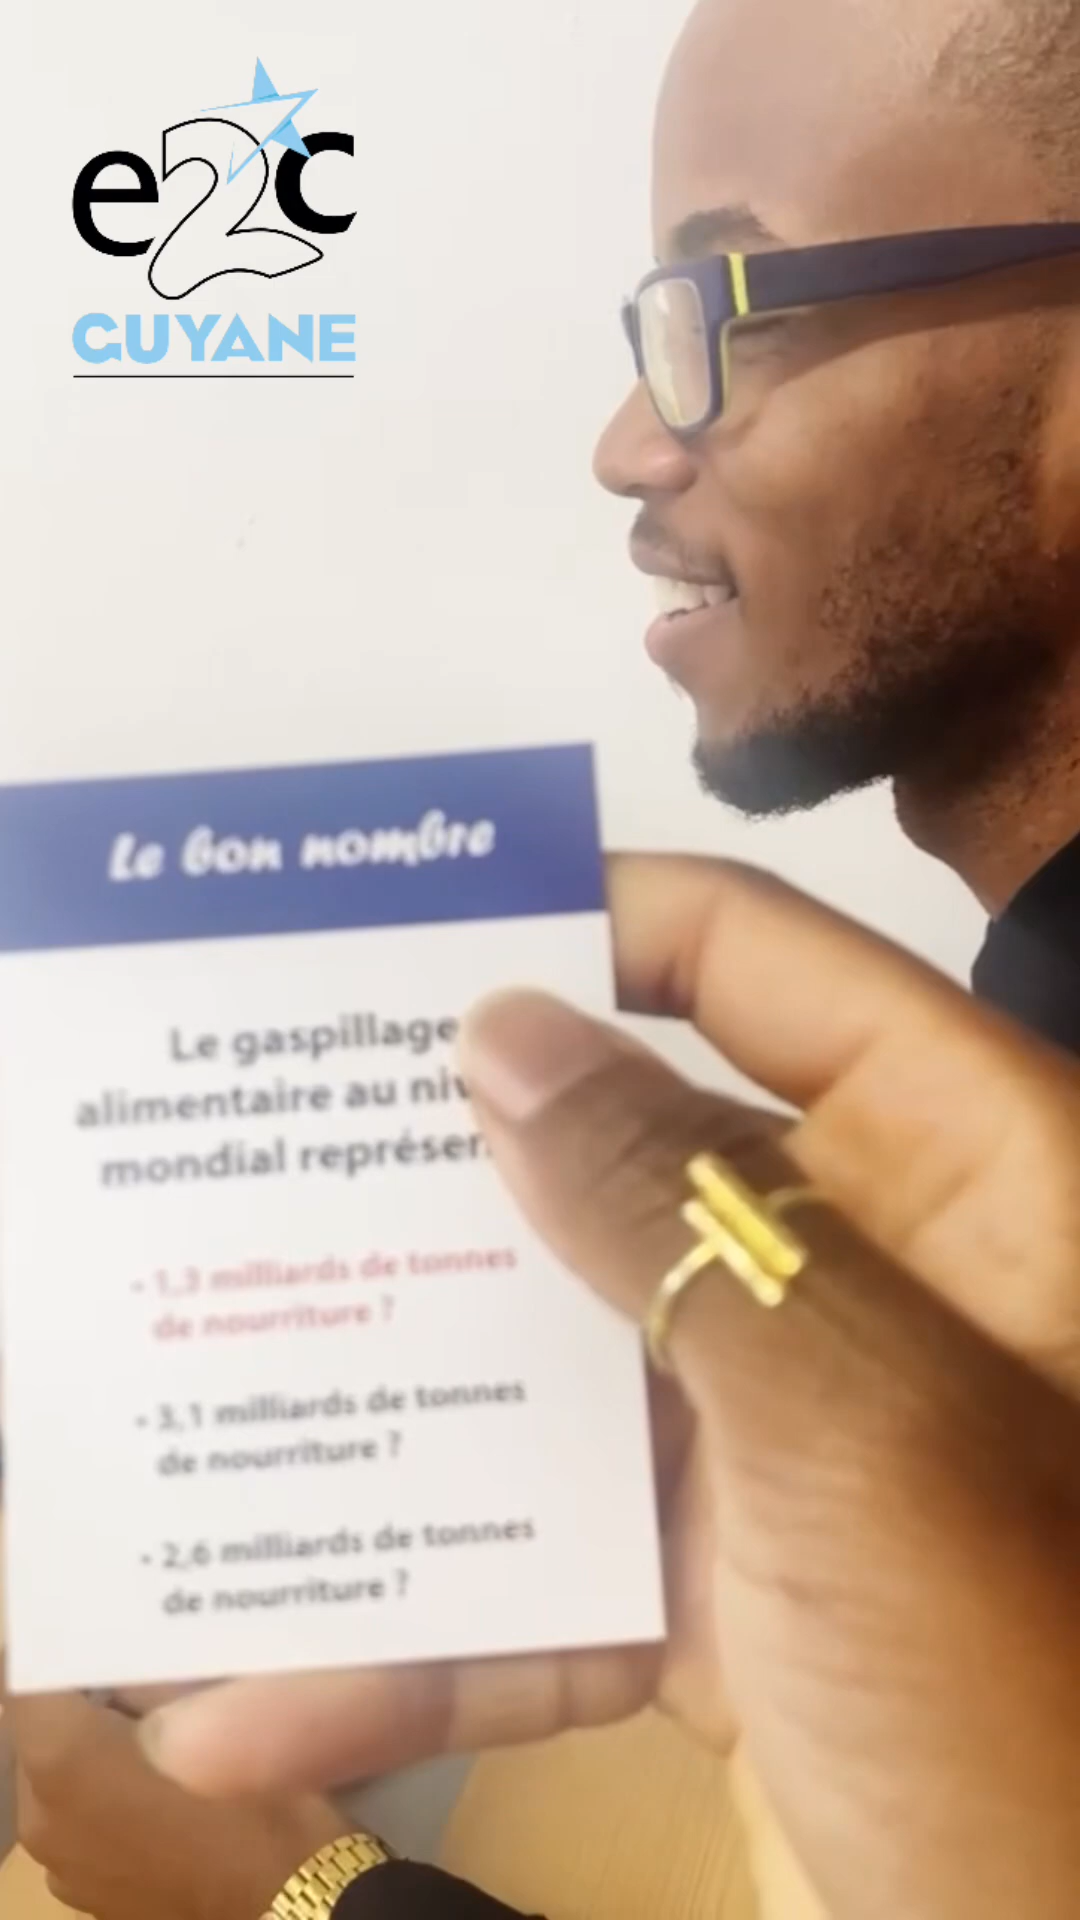 e2c
GUYANE
Le bon nombre
Le gaspillage
alimentaire au niv
mondial représen
• 1,3 milliards de tonnes
de nourriture ?
• 3,1 milliards de tonnes
de nourriture ?
• 2,6 milliards de tonnes
de nourriture ?